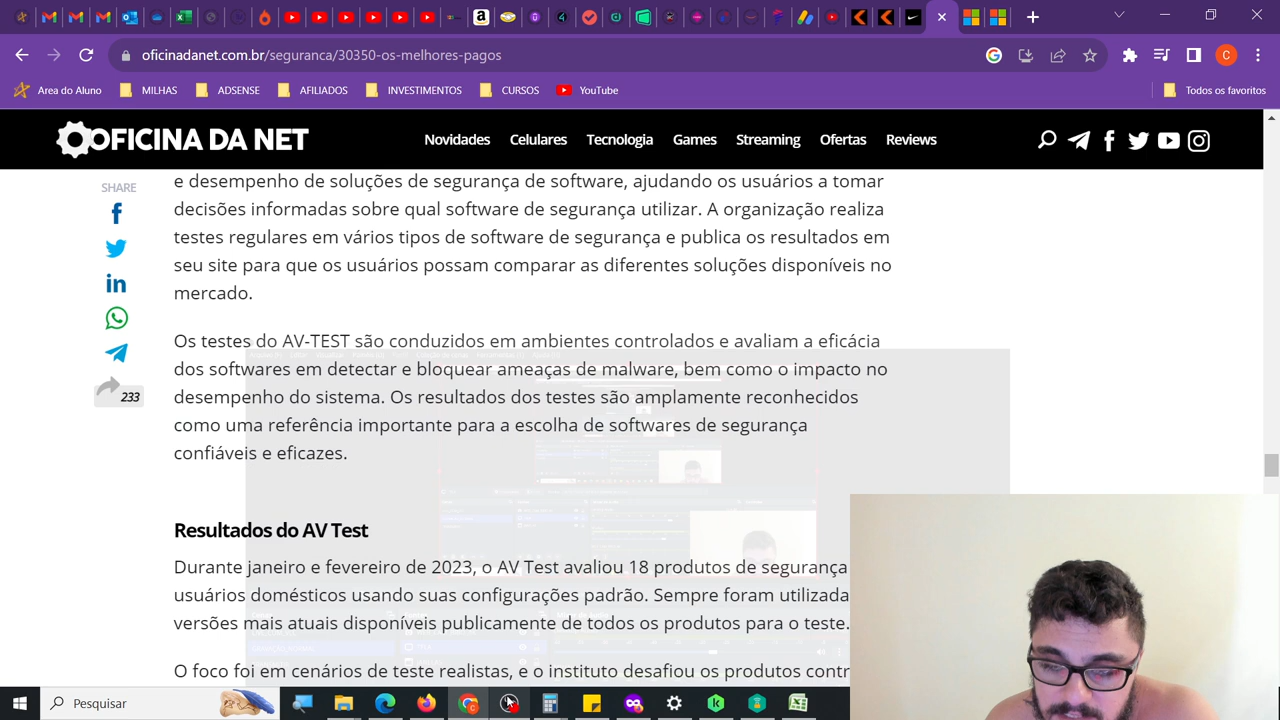 oficinadanet.com.br/seguranca/30350-os-melhores-pagos
Area do Aluno
MILHAS
ADSENSE
AFILIADOS
INVESTIMENTOS
CURSOS
YouTube
Todos os favoritos
OFICINA DA NET
Novidades
Celulares
Tecnologia
Games
Streaming
Ofertas
Reviews
SHARE
233
e desempenho de soluções de segurança de software, ajudando os usuários a tomar
decisões informadas sobre qual software de segurança utilizar. A organização realiza
testes regulares em vários tipos de software de segurança e publica os resultados em
seu site para que os usuários possam comparar as diferentes soluções disponíveis no
mercado.
Os testes do AV-TEST são conduzidos em ambientes controlados e avaliam a eficácia
dos softwares em detectar e bloquear ameaças de malware, bem como o impacto no
desempenho do sistema. Os resultados dos testes são amplamente reconhecidos
como uma referência importante para a escolha de softwares de segurança
confiáveis e eficazes.
Resultados do AV Test
Durante janeiro e fevereiro de 2023, o AV Test avaliou 18 produtos de segurança
usuários domésticos usando suas configurações padrão. Sempre foram utilizada
versões mais atuais disponíveis publicamente de todos os produtos para o teste.
O foco foi em cenários de teste realistas, e o instituto desafiou os produtos contr
Pesquisar